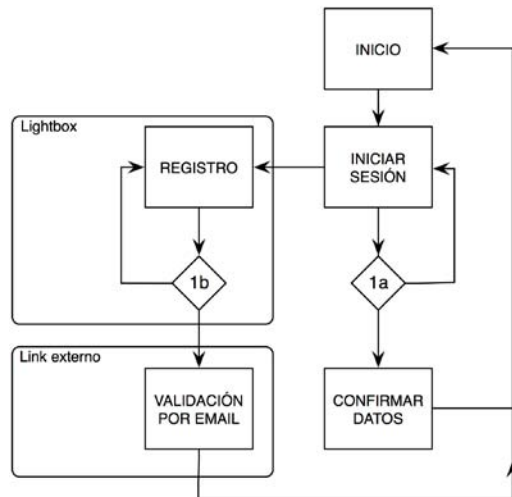 INICIO
Lightbox
REGISTRO
INICIAR
SESIÓN
1b
1a
Link externo
VALIDACIÓN
POR EMAIL
CONFIRMAR
DATOS